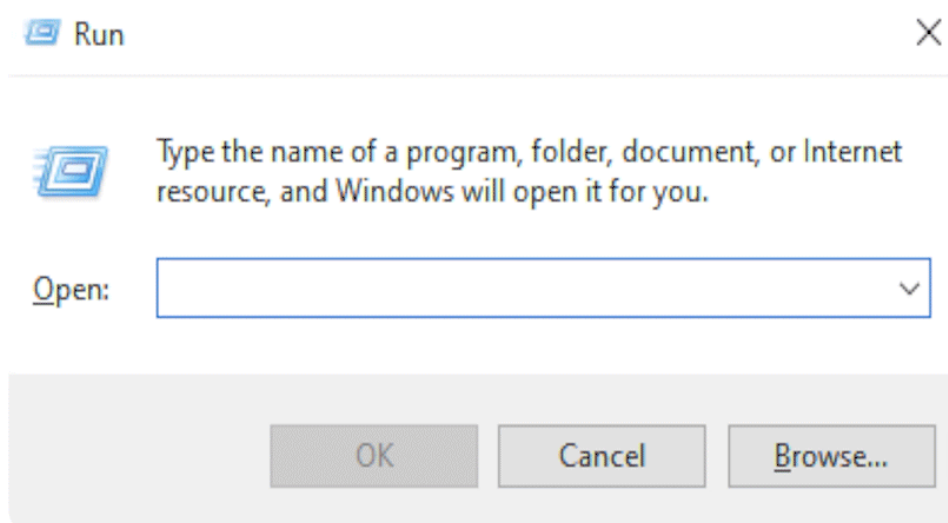 Run
Type the name of a program, folder, document, or Internet
resource, and Windows will open it for you.
Open:
OK
Cancel
Browse...